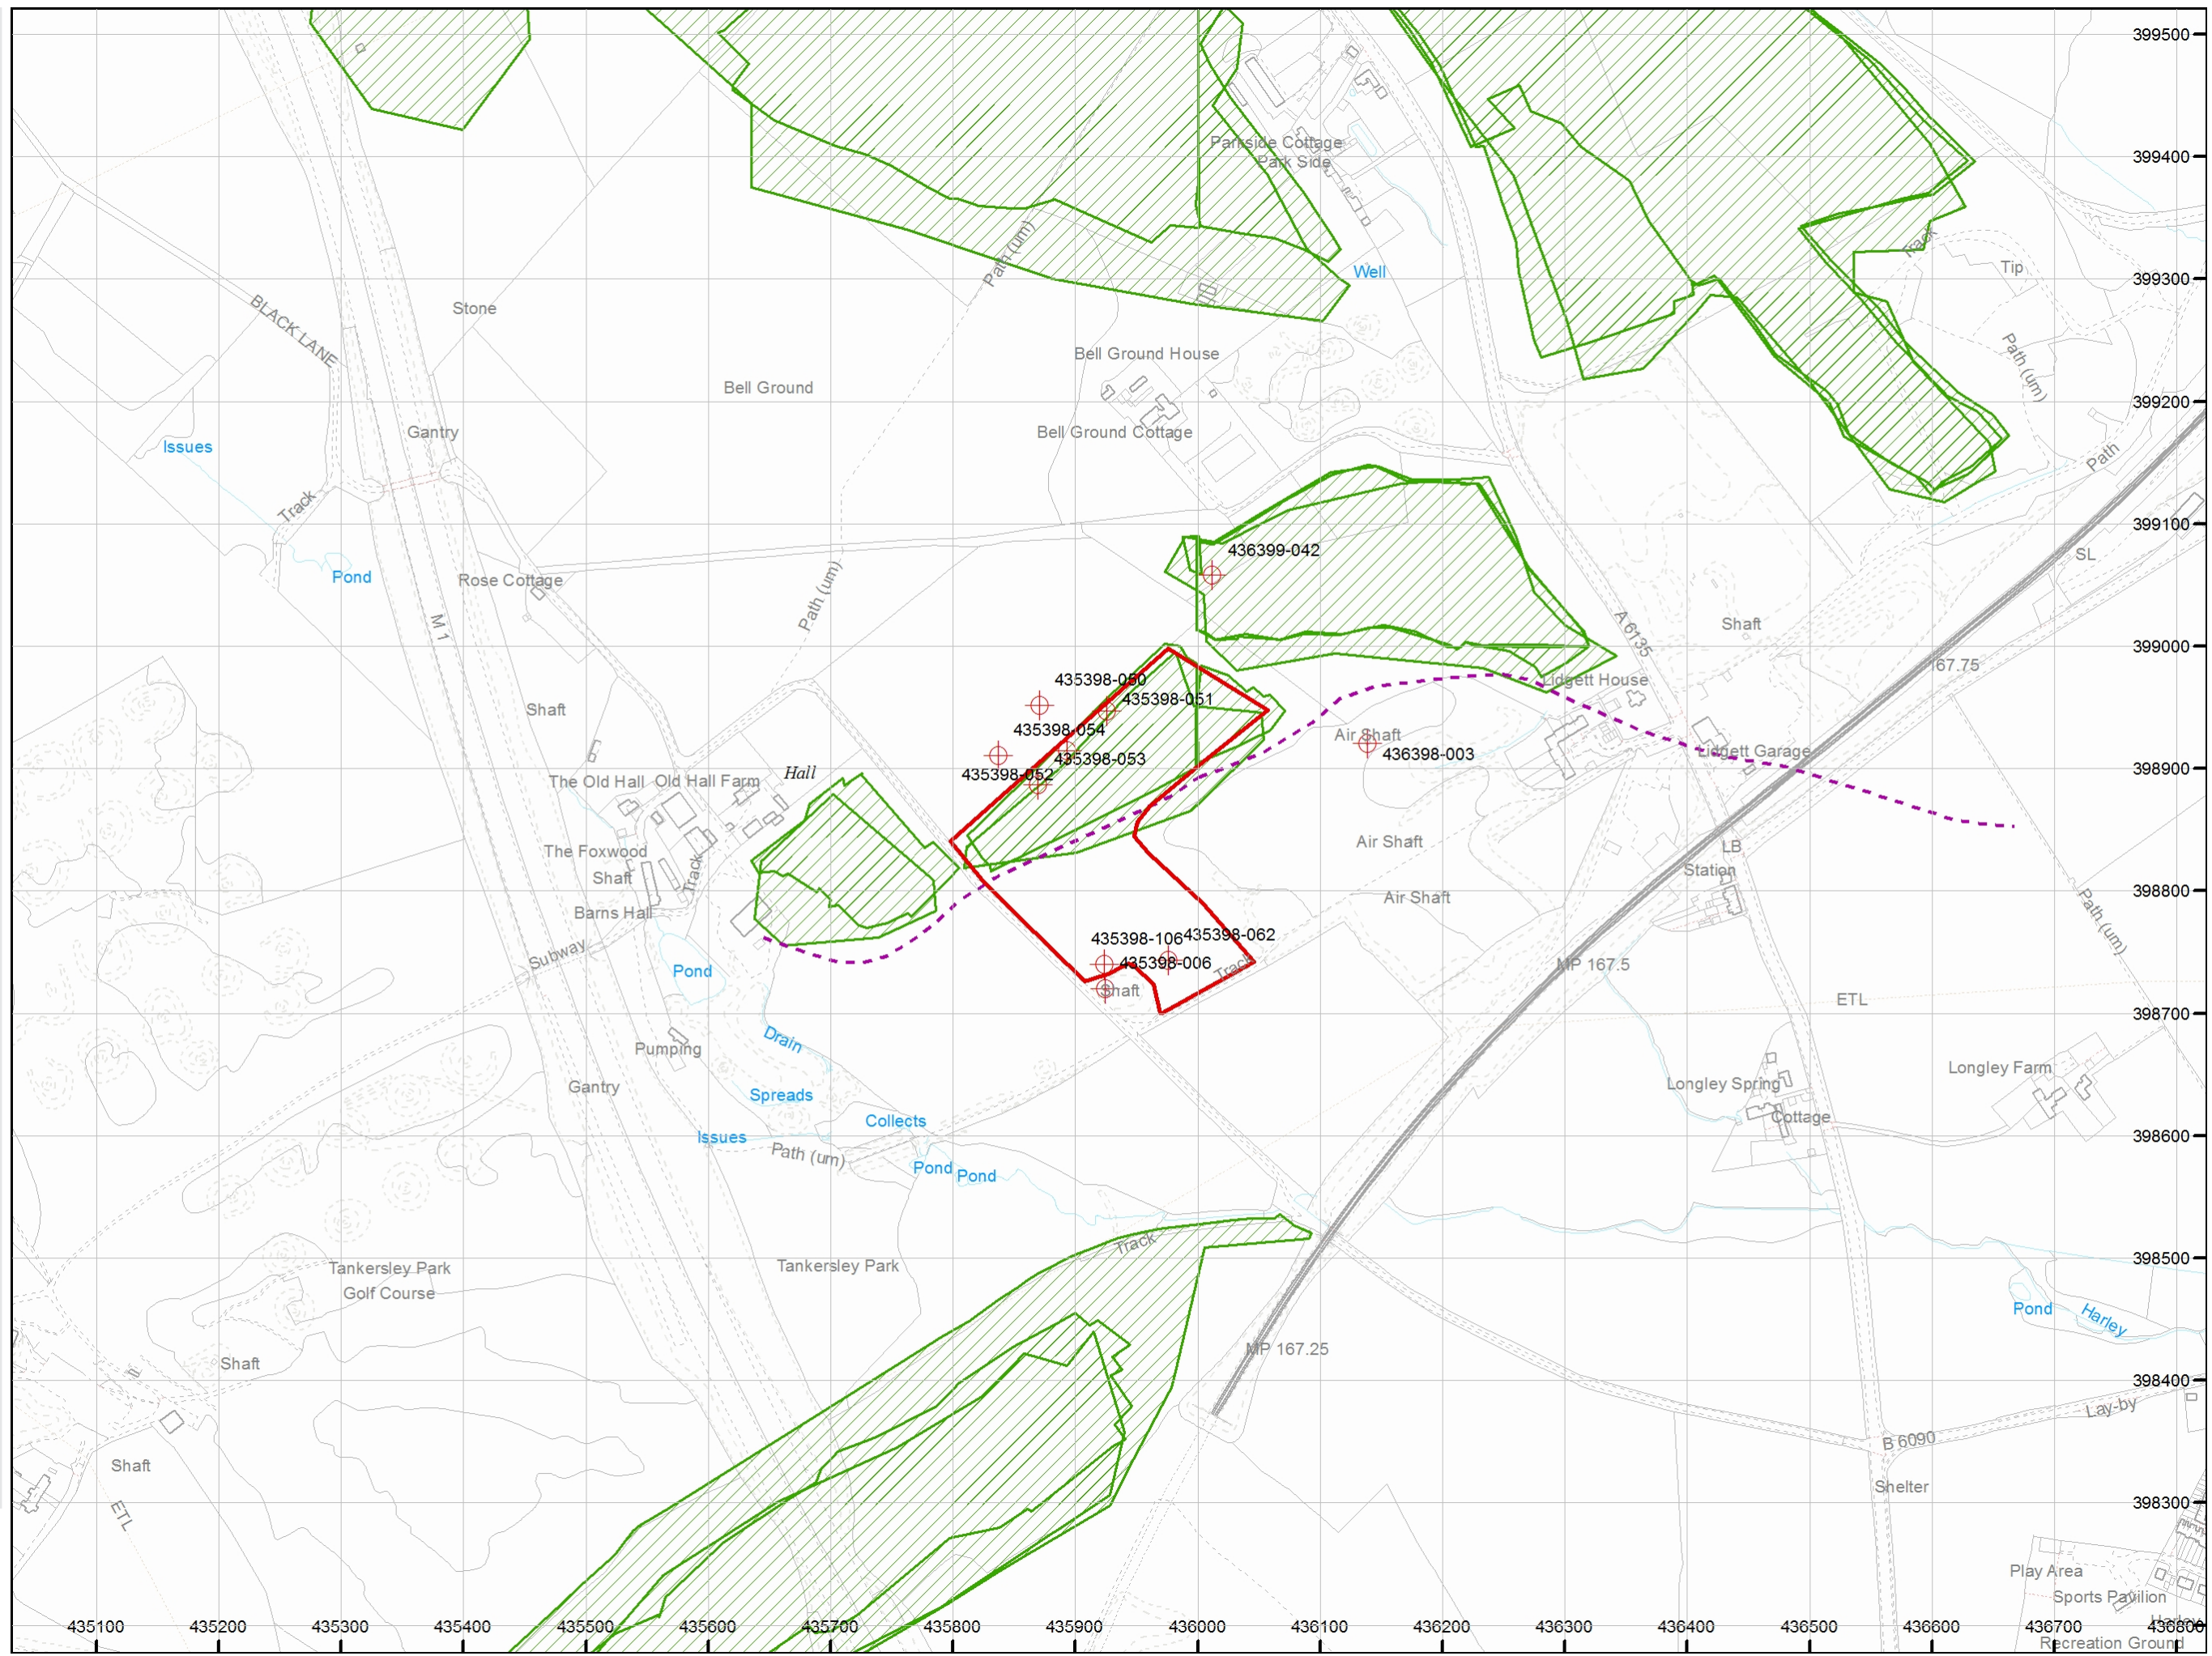 399500
Parkside Cottage
399400
Park Side
Track
Path (um)
Well
Tip
399300
Stone
BLACK LANE
Bell Ground House
Path (um)
Bell Ground
399200
Gantry
Bell Ground Cottage
Issues
Path
Track
399100
436399-042
SL
Pond
Rose Cottage
Path (um)
M 1
Shaft
A 6135
399000
167.75
435398-050
Lidgett House
435398-051
Shaft
435398-054
Air Shaft
436398-003
Lidgett Garage
435398-053
Hall
435398-052
398900
The Old Hall
Old Hall Farm
Air Shaft
LB
The Foxwood
Station
Shaft
Track
398800
Air Shaft
Barns Hall
Path (um)
435398-106
435398-062
Subway
435398-006
Track
MP 167.5
Pond
Shaft
ETL
398700
Drain
Pumping
Longley Farm
Gantry
Longley Spring
Spreads
Cottage
Collects
Issues
398600
Path (um)
Pond
Pond
Track
398500
Tankersley Park
Golf Course
Tankersley Park
Pond
Harley
MP 167.25
Shaft
398400
Lay-by
B 6090
Shaft
Shelter
ETL
398300
Play Area
Sports Pavilion
Harley
435100
435200
435300
435400
435500
435600
435700
435800
435900
436000
436100
436200
436300
436400
436500
436600
436700
436800
Recreation Ground